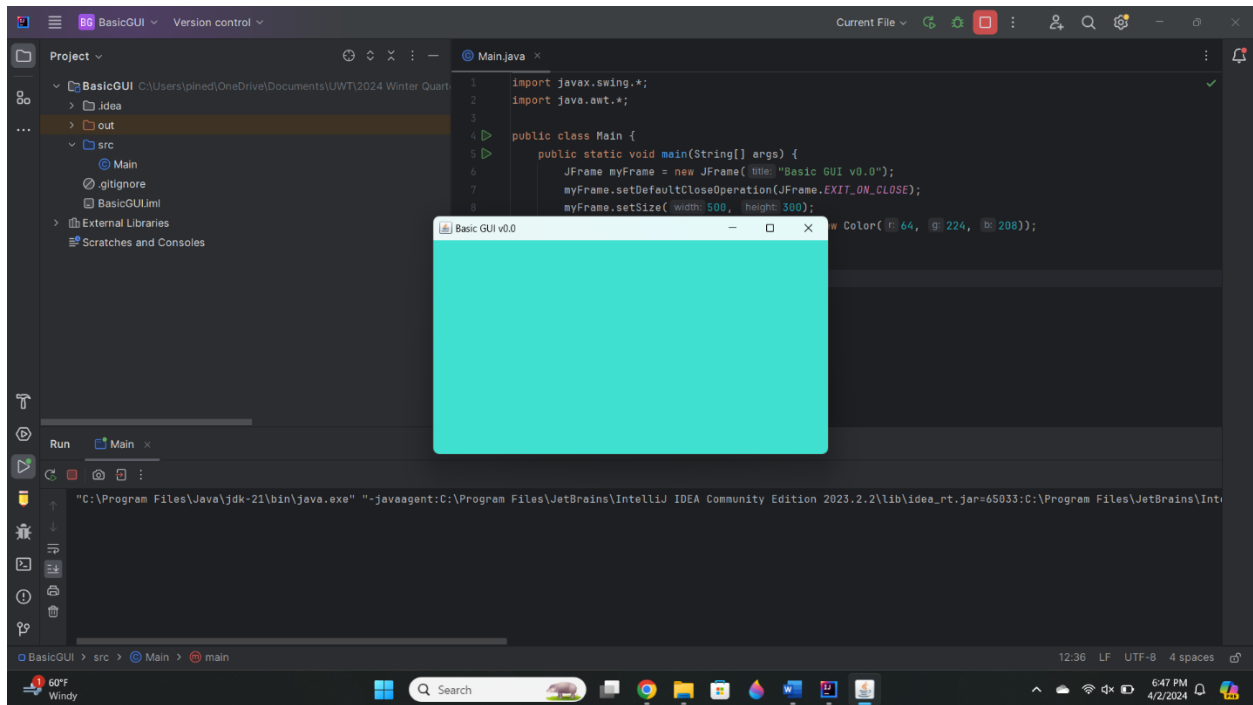 BG BasicGUI Version control Current File
Project
Main.java
BasicGUI C:\Users\pined\OneDrive\Documents\UWT\2024 Winter Quart
.idea
out
src
Main
.gitignore
BasicGUI.iml
External Libraries
Scratches and Consoles
1 import javax.swing.*;
2 import java.awt.*;
3
4 public class Main {
5 public static void main(String[] args) {
6 JFrame myFrame = new JFrame( title: "Basic GUI v0.0");
7 myFrame.setDefaultCloseOperation(JFrame.EXIT_ON_CLOSE);
8 myFrame.setSize( width: 500, height: 300);
w Color( r: 64, g: 224, b: 208));
Basic GUI v0.0
Run Main
"C:\Program Files\Java\jdk-21\bin\java.exe" "-javaagent:C:\Program Files\JetBrains\IntelliJ IDEA Community Edition 2023.2.2\lib\idea_rt.jar=65033:C:\Program Files\JetBrains\Int
BasicGUI > src > Main > main 12:36 LF UTF-8 4 spaces
1 60°F
Windy
Search
6:47 PM
4/2/2024